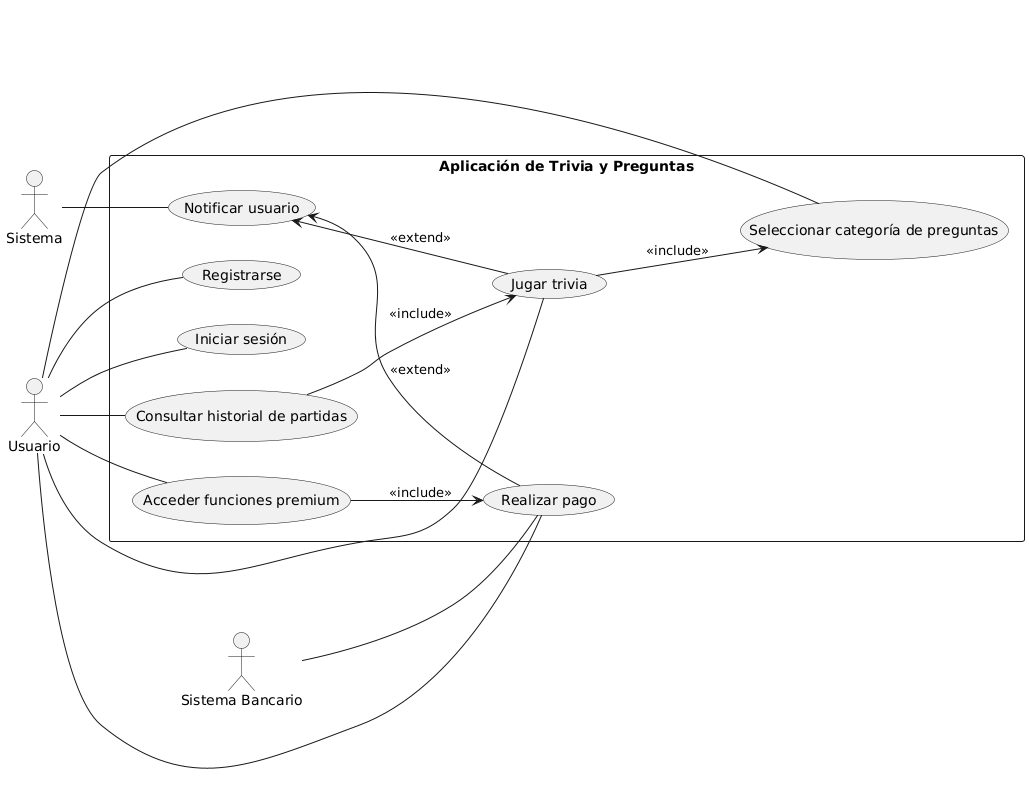 Aplicación de Trivia y Preguntas
Sistema
Notificar usuario
Seleccionar categoría de preguntas
«extend»
«include»
Registrarse
Jugar trivia
«include»
Iniciar sesión
«extend»
Usuario
Consultar historial de partidas
Acceder funciones premium
«include»
Realizar pago
Sistema Bancario